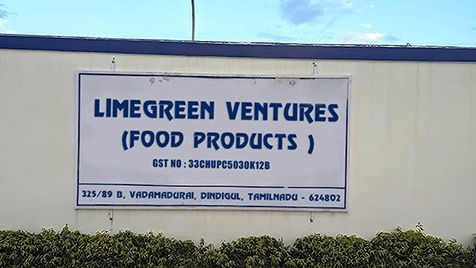 LIMEGREEN VENTURES
(FOOD PRODUCTS )
GST NO : 33CHUPC5030K12B
325/89 B, VADAMADURAI, DINDIGUL, TAMILNADU - 624802